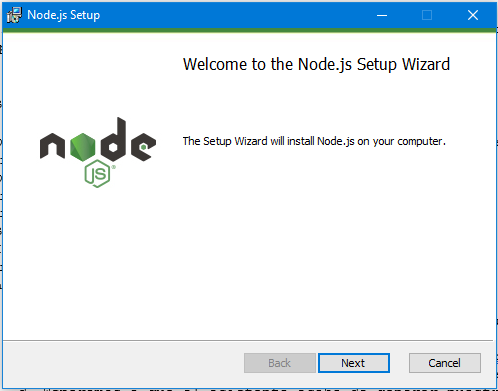 Node.js Setup
Welcome to the Node.js Setup Wizard
The Setup Wizard will install Node.js on your computer.
node
JS
®
Back
Next
Cancel